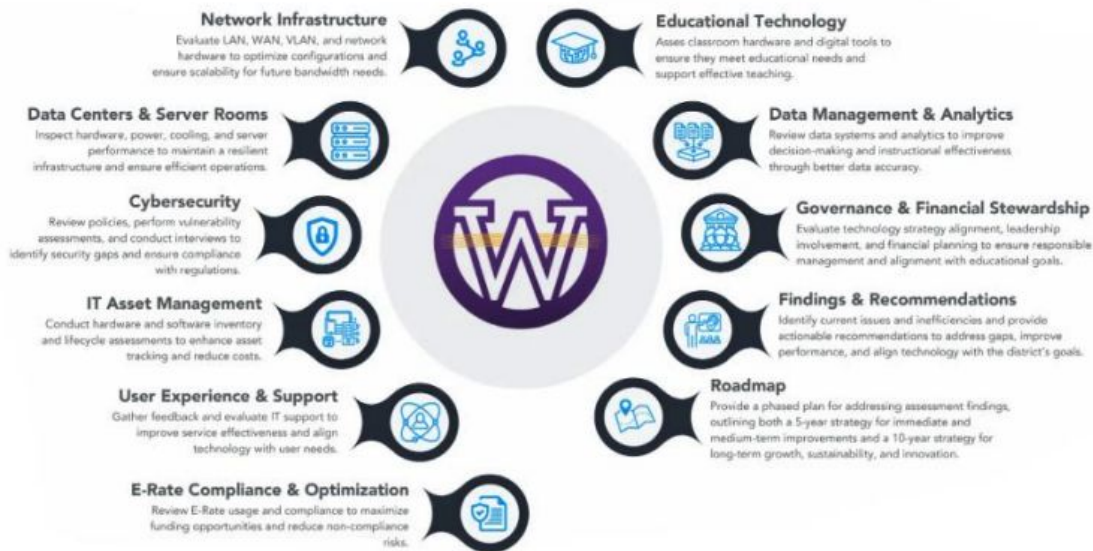 Network Infrastructure
Evaluate LAN, WAN, VLAN, and network
hardware to optimize configurations and
ensure scalability for future bandwidth needs.
Data Centers & Server Rooms
Inspect hardware, power, cooling, and server
performance to maintain a resilient
infrastructure and ensure efficient operations.
Cybersecurity
Review policies, perform vulnerability
assessments, and conduct interviews to
identify security gaps and ensure compliance
with regulations.
IT Asset Management
Conduct hardware and software inventory
and lifecycle assessments to enhance asset
tracking and reduce costs.
User Experience & Support
Gather feedback and evaluate IT support to
improve service effectiveness and align
technology with user needs.
E-Rate Compliance & Optimization
Review E-Rate usage and compliance to maximize
funding opportunities and reduce non-compliance
risks.
W
Educational Technology
Asses classroom hardware and digital tools to
ensure they meet educational needs and
support effective teaching.
Data Management & Analytics
Review data systems and analytics to improve
decision-making and instructional effectiveness
through better data accuracy.
Governance & Financial Stewardship
Evaluate technology strategy alignment, leadership
involvement, and financial planning to ensure responsible
management and alignment with educational goals.
Findings & Recommendations
Identify current issues and inefficiencies and provide
actionable recommendations to address gaps, improve
performance, and align technology with the district's goals.
Roadmap
Provide a phased plan for addressing assessment findings,
outlining both a 5-year strategy for immediate and
medium-term improvements and a 10-year strategy for
long-term growth, sustainability, and innovation.